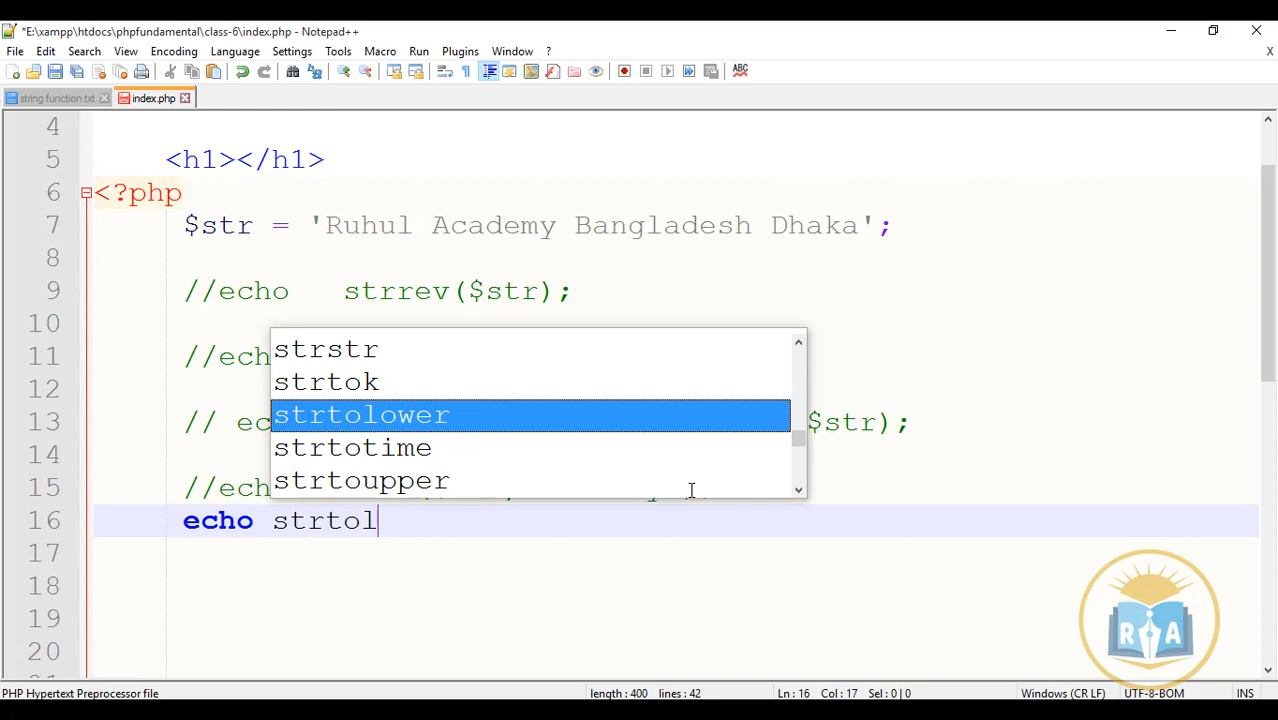 *E:\xampp\htdocs\phpfundamental\class-6\index.php - Notepad++
File Edit Search View Encoding Language Settings Tools Macro Run Plugins Window ? X
ABC
string function.txt index.php
4
5 <h1></h1>
6 <?php
7 $str = 'Ruhul Academy Bangladesh Dhaka';
8
9 //echo strrev($str);
10
11 //ech
12
13 // ec $str);
14
15 //ech
16 echo strtol
17
18
19
20
strstr
strtok
strtolower
strtotime
strtoupper
R A
PHP Hypertext Preprocessor file length : 400 lines : 42 Ln : 16 Col : 17 Sel : 0 | 0 Windows (CR LF) UTF-8-BOM INS